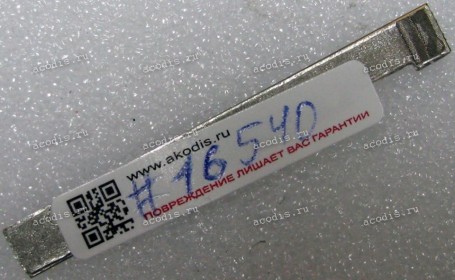 www.akodis.ru
#16540
ПОВРЕЖДЕНИЕ ЛИШАЕТ ВАС ГАРАНТИИ